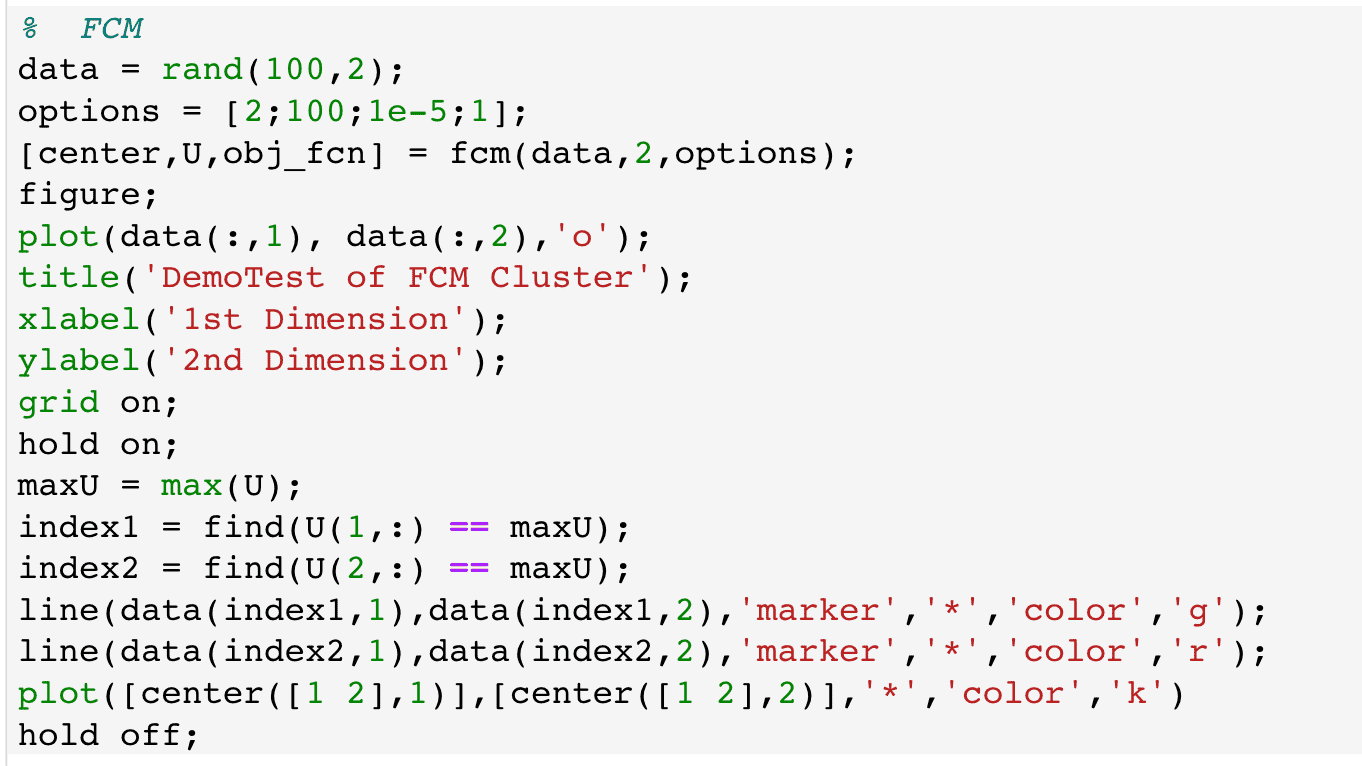 %  FCM
data = rand(100,2);
options = [2;100;1e-5;1];
[center,U,obj_fcn] = fcm(data,2,options);
figure;
plot(data(:,1), data(:,2),'o');
title('DemoTest of FCM Cluster');
xlabel('1st Dimension');
ylabel('2nd Dimension');
grid on;
hold on;
maxU = max(U);
index1 = find(U(1,:) == maxU);
index2 = find(U(2,:) == maxU);
line(data(index1,1),data(index1,2),'marker','*','color','g');
line(data(index2,1),data(index2,2),'marker','*','color','r');
plot([center([1 2],1)],[center([1 2],2)],'*','color','k')
hold off;